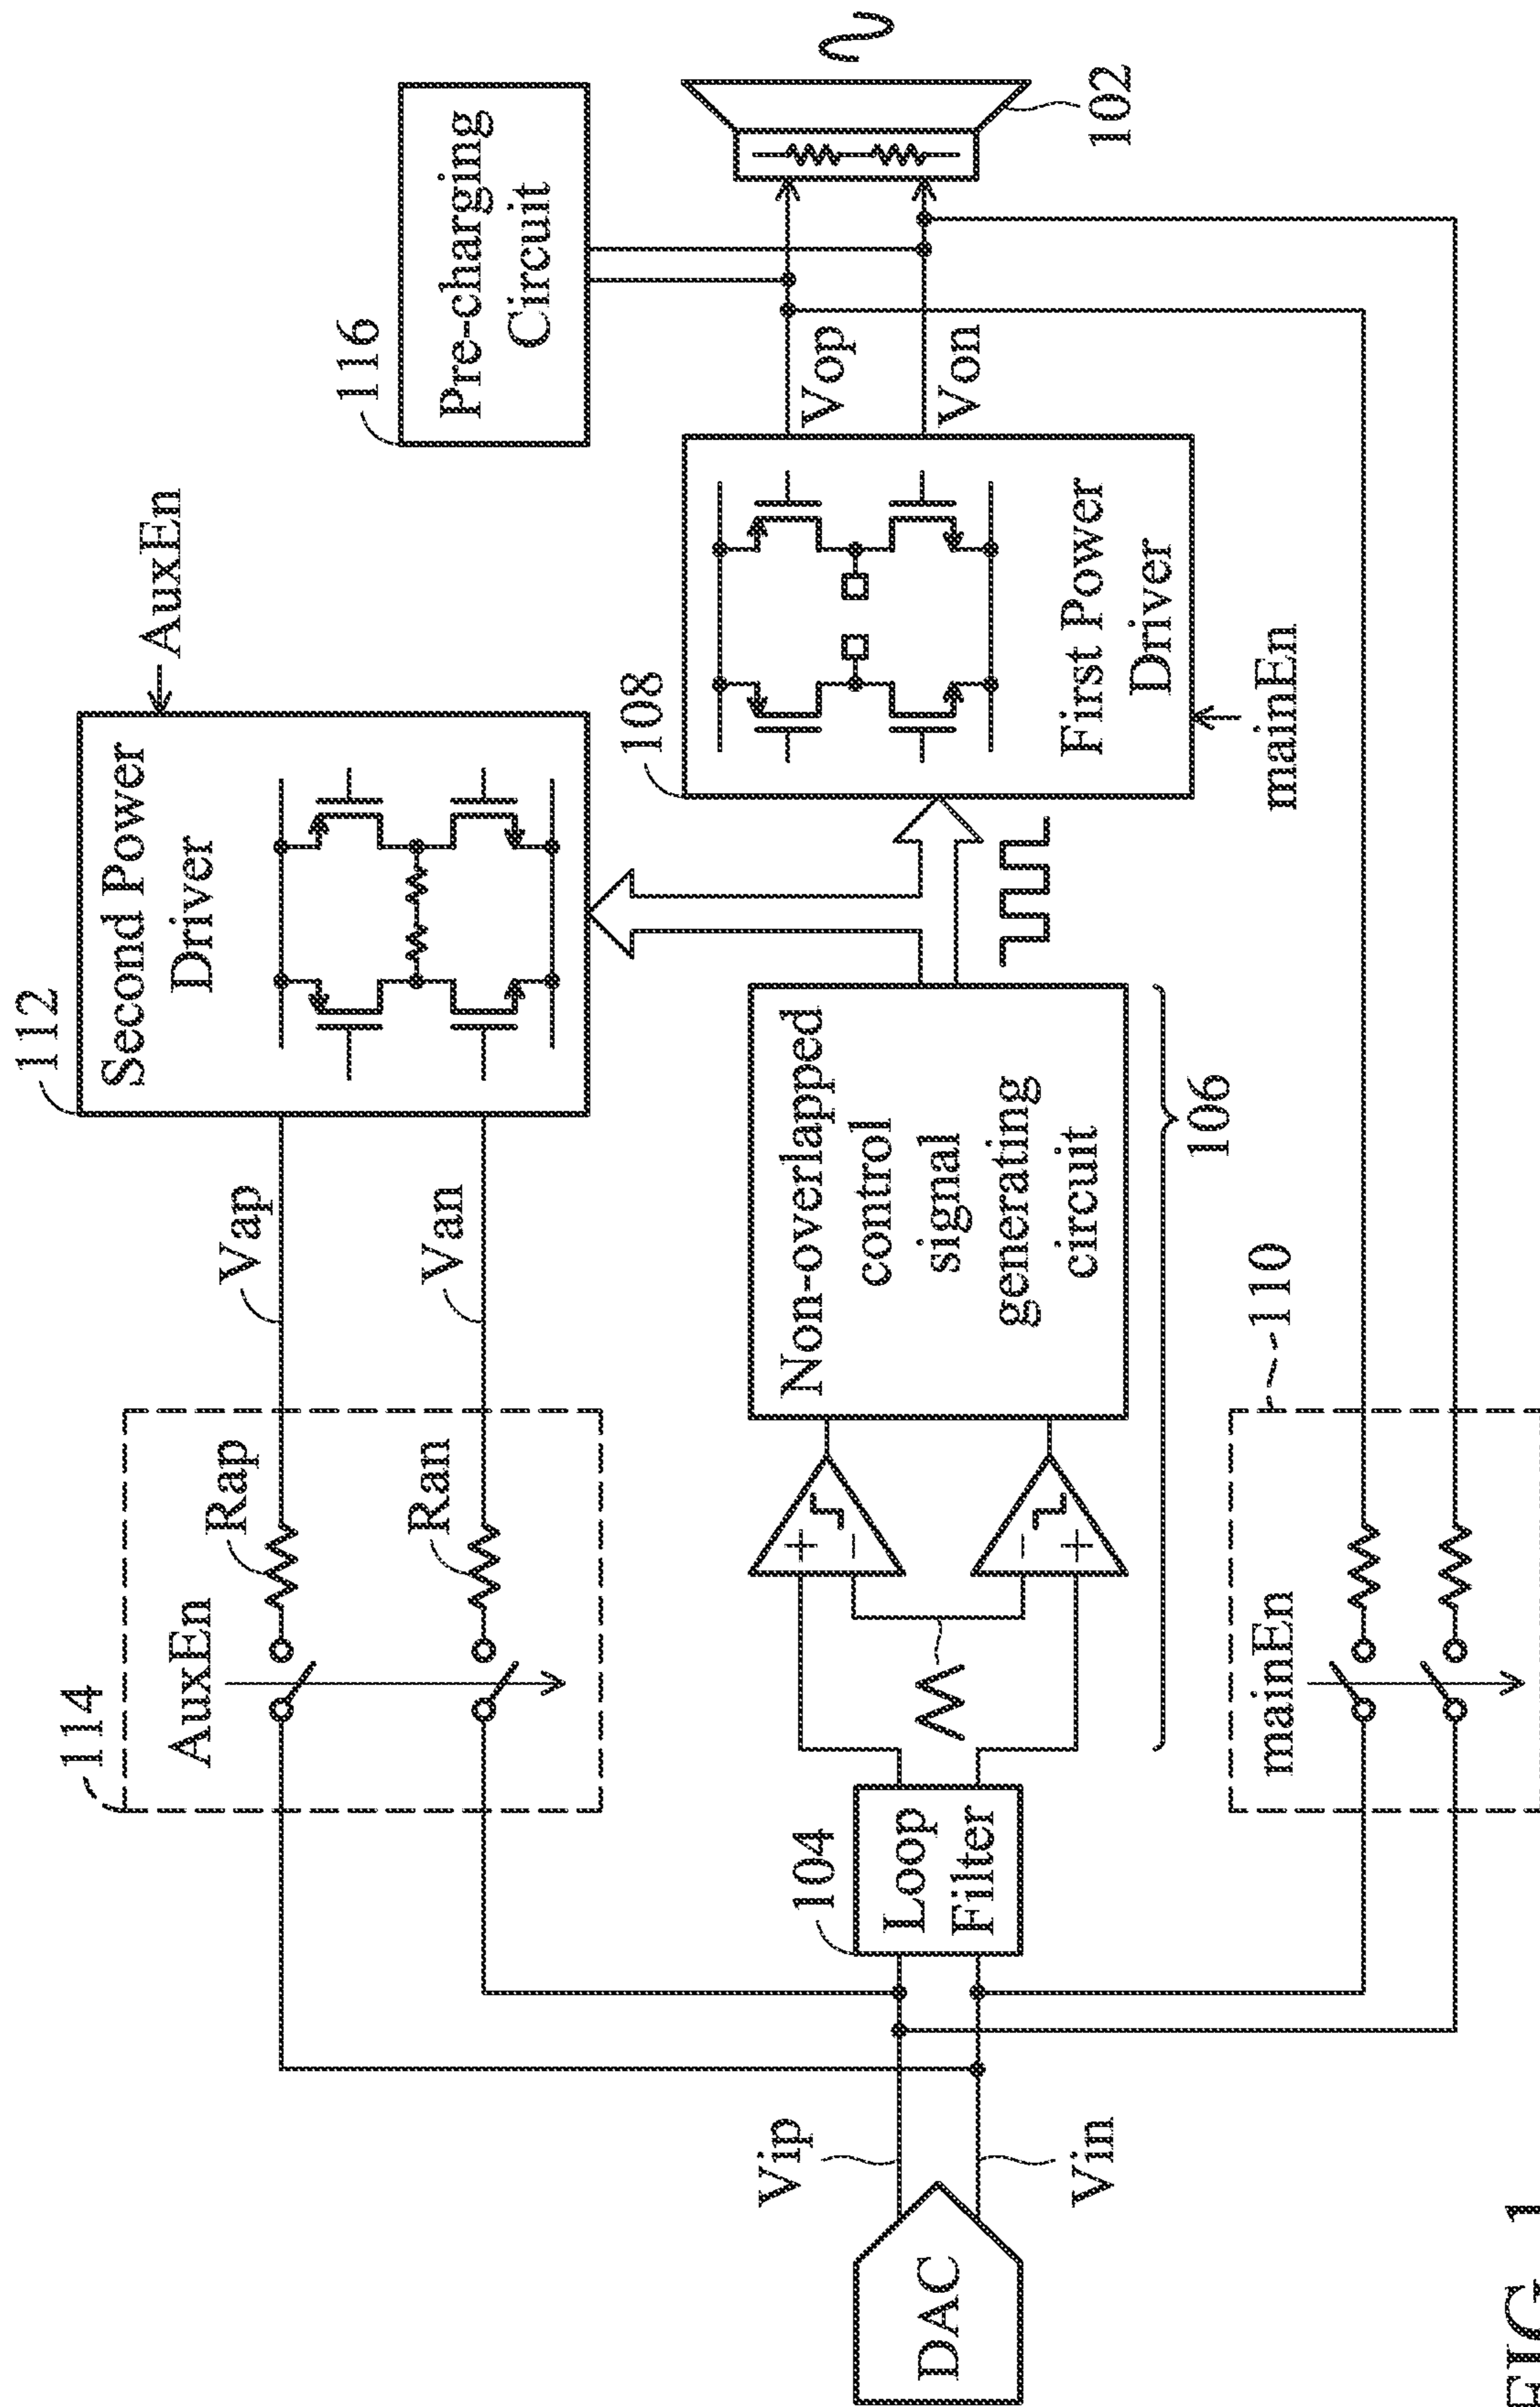 112
Second Power
Driver
AuxEn
116
Pre-charging
Circuit
114
AuxEn
Rap
Ran
Vap
Van
108
First Power
Driver
mainEn
Vop
Von
102
DAC
Vip
Vin
104
Loop
Filter
Non-overlapped
control
signal
generating
circuit
106
110
mainEn
FIG. 1